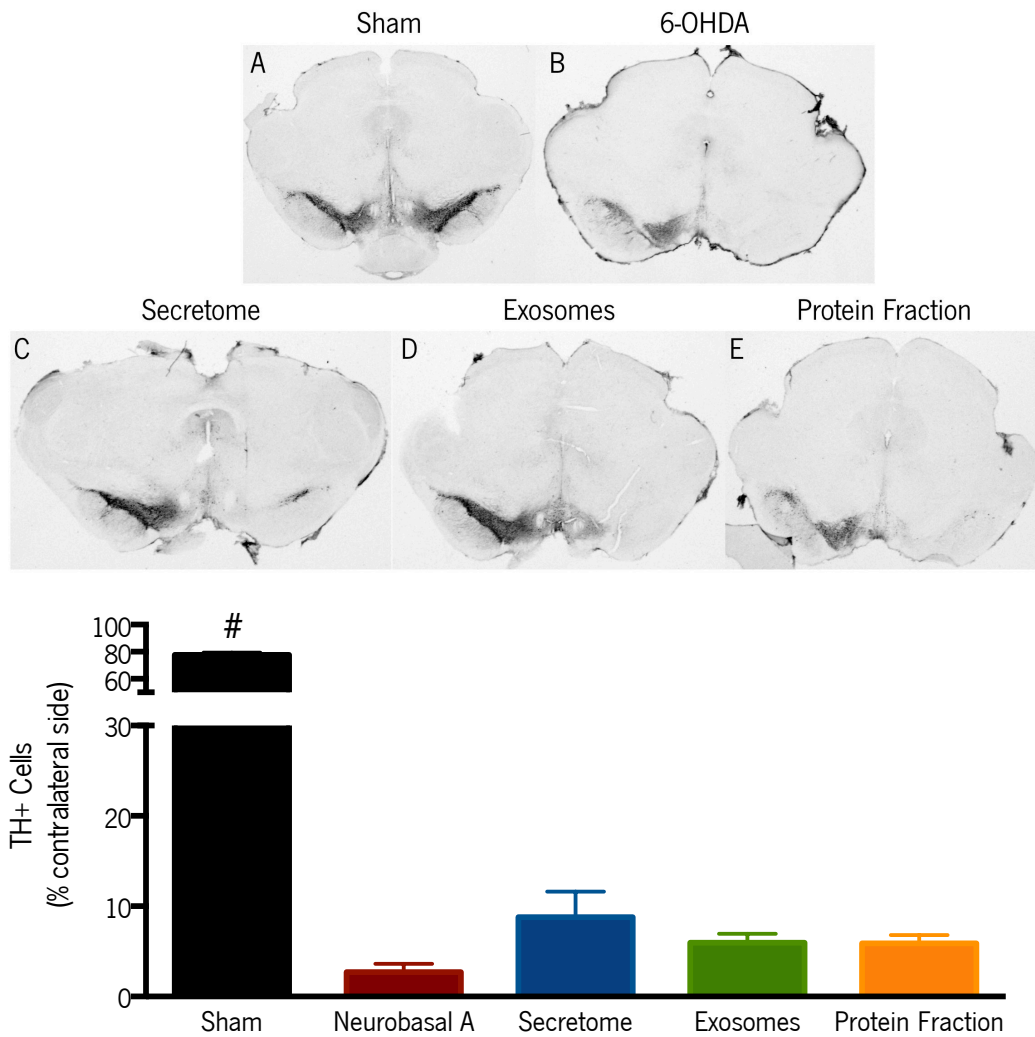 Sham
6-OHDA
A
B
Secretome
Exosomes
Protein Fraction
C
D
E
#
100
80
60
30
20
10
0
TH+ Cells
(% contralateral side)
Sham
Neurobasal A
Secretome
Exosomes
Protein Fraction